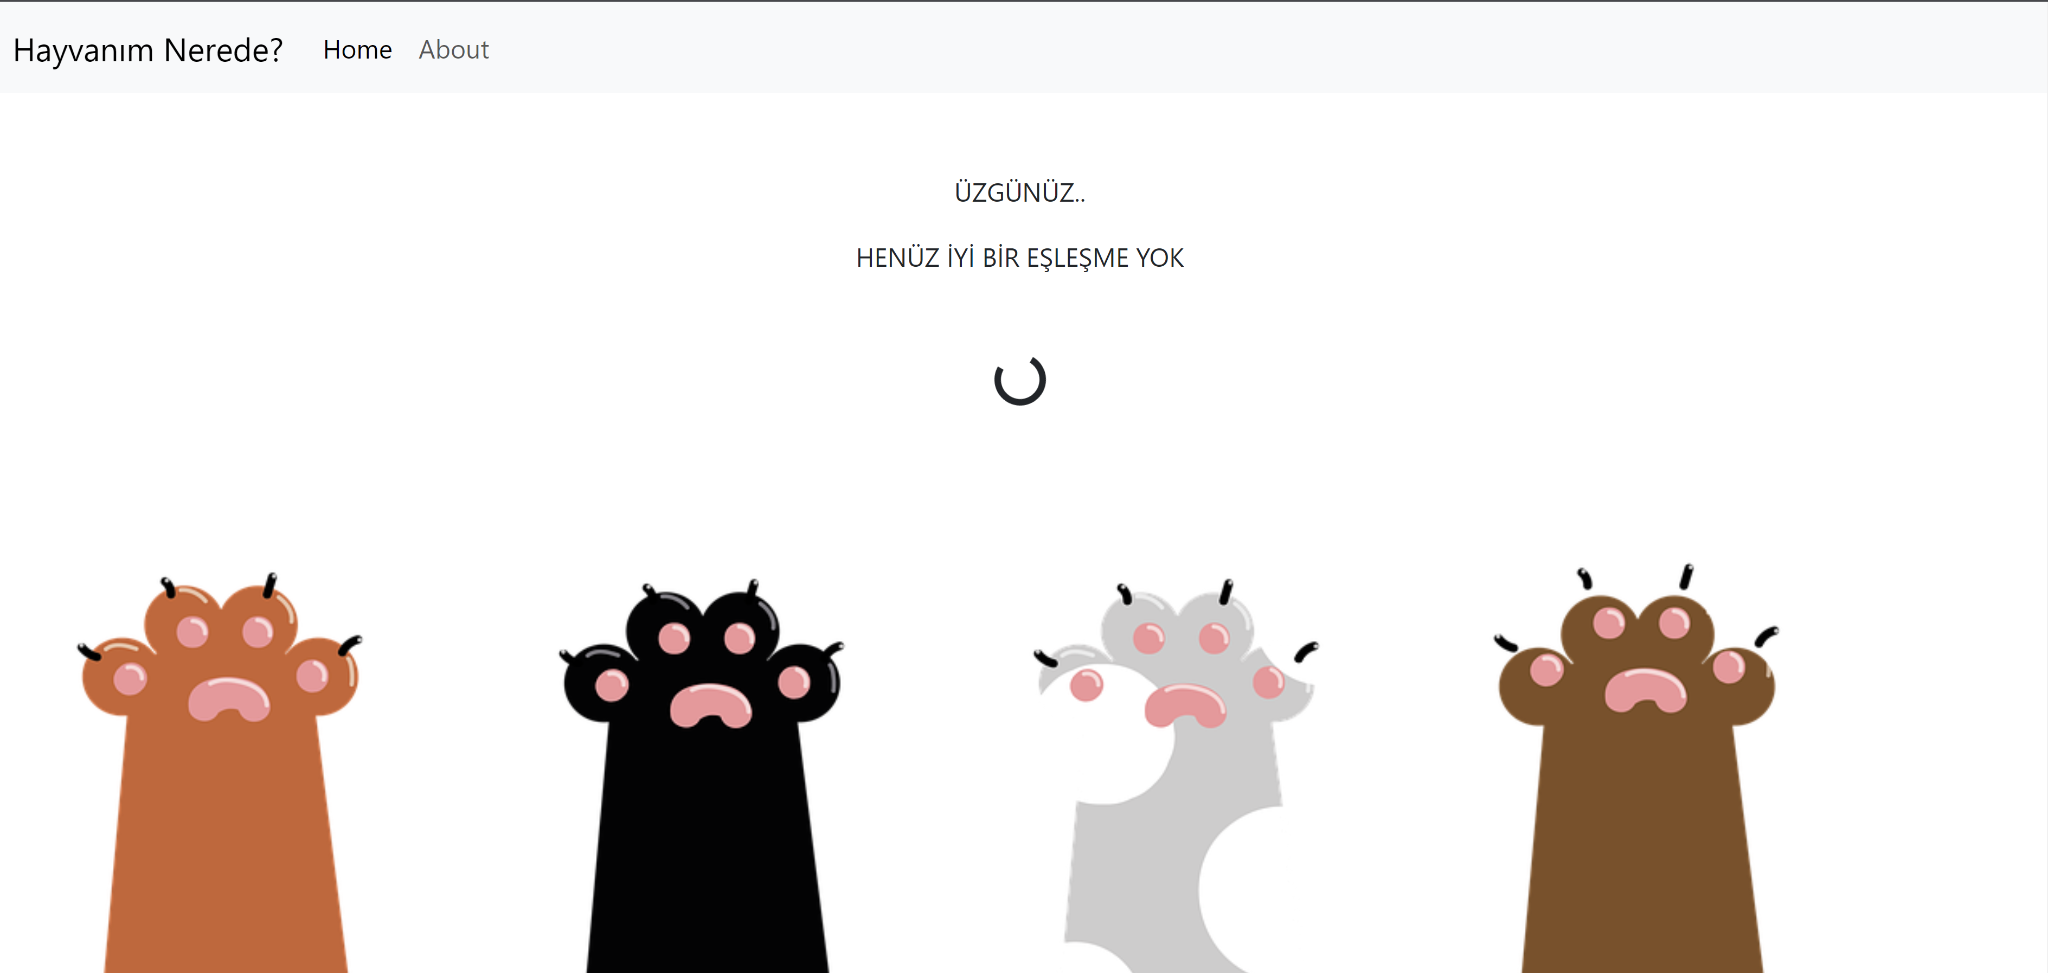 Hayvanım Nerede? Home About
ÜZGÜNÜZ..
HENÜZ İYİ BİR EŞLEŞME YOK